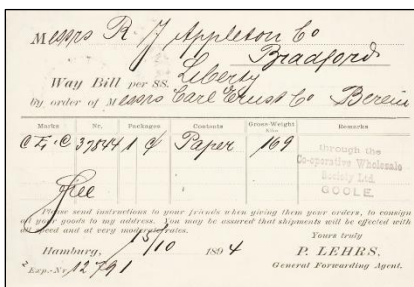 Messrs R J Appleton Co
Bradford
Way Bill per SS. Liberty
by order of Messrs Carl Ernst Co Berlin
Marks Nr. Packages Contents Gross-Weight Remarks
C E · C 37844 1 Paper 169
through the
Co-operative Wholesale
Society Ltd.
GOOLE.
free
Please send instructions to your friends when giving them your orders, to consign
all your goods to my address. You may be assured that shipments will be effected with
all speed and at very moderate rates.
Yours truly
Hamburg, 15/10 1894 P. LEHRS,
Exp.-Nr. 12791 General Forwarding Agent.